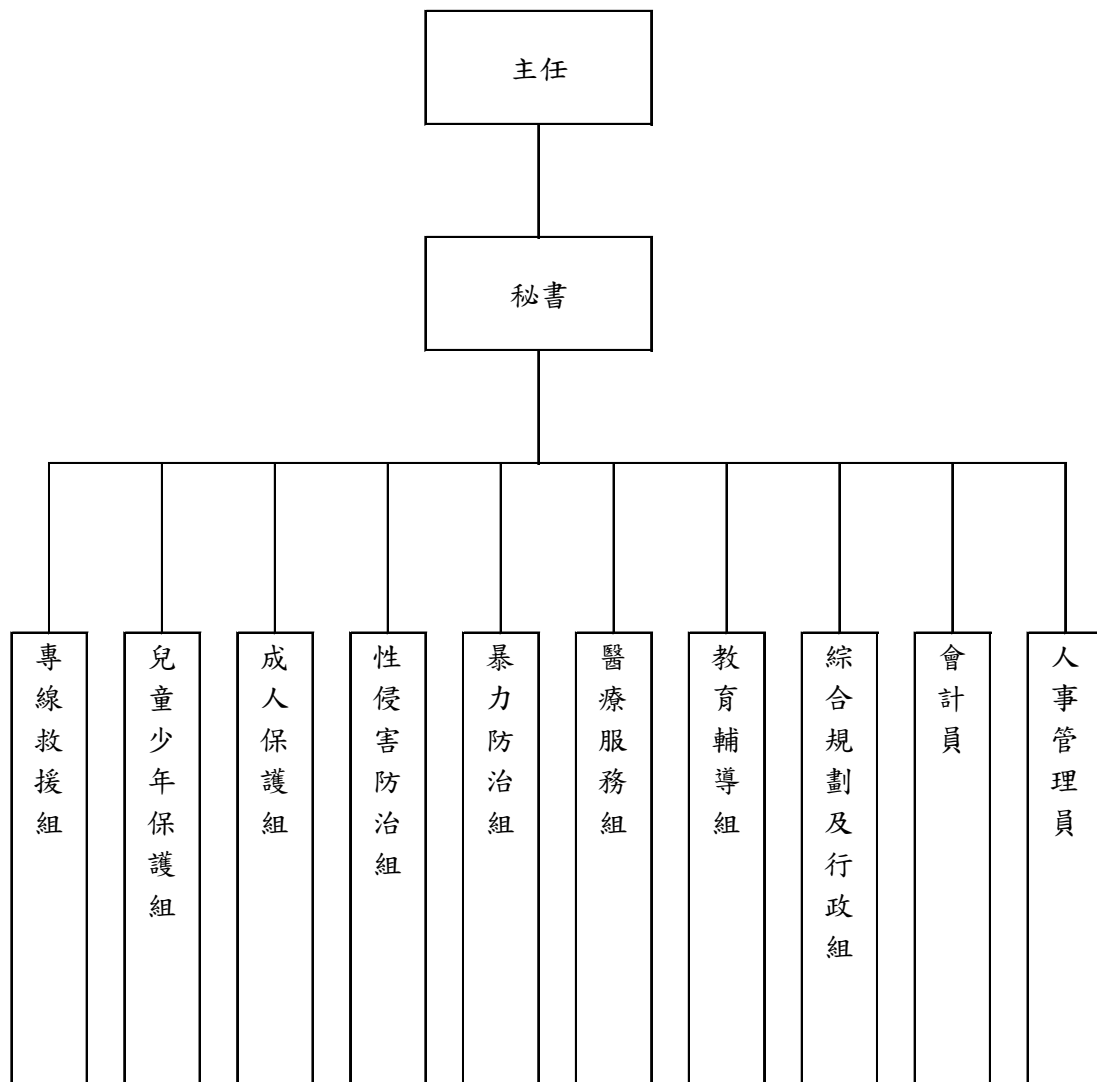 主任
秘書
專線救援組
兒童少年保護組
成人保護組
性侵害防治組
暴力防治組
醫療服務組
教育輔導組
綜合規劃及行政組
會計員
人事管理員